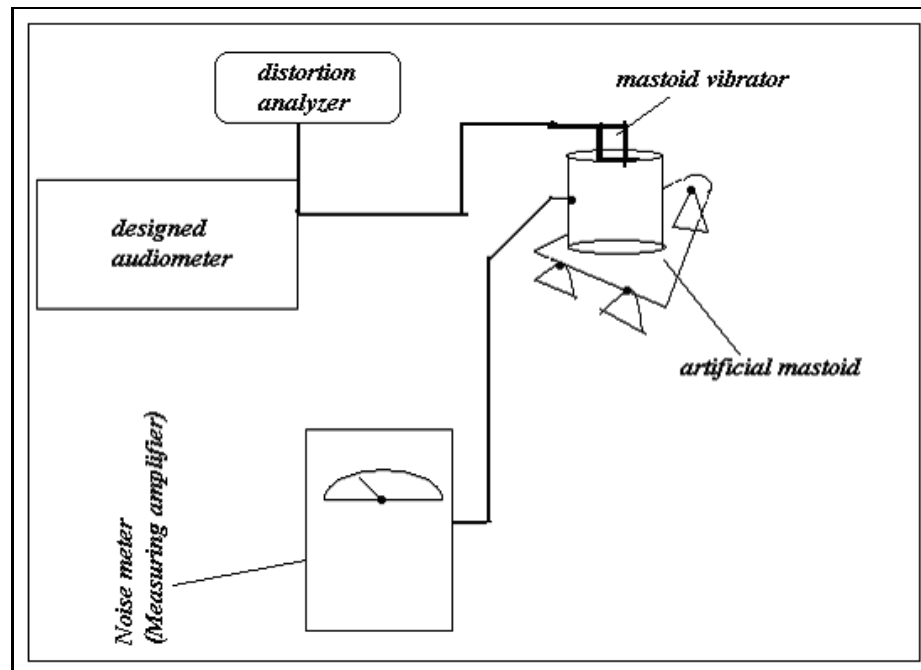 distortion
analyzer
mastoid vibrator
designed
audiometer
artificial mastoid
Noise meter
(Measuring amplifier)